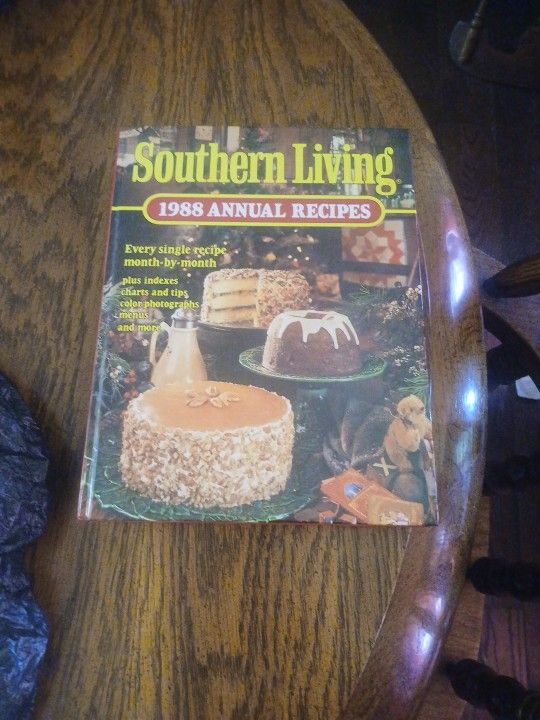 Southern Living®
1988 ANNUAL RECIPES
Every single recipe
month-by-month
plus indexes
charts and tips
color photographs
menus
and more